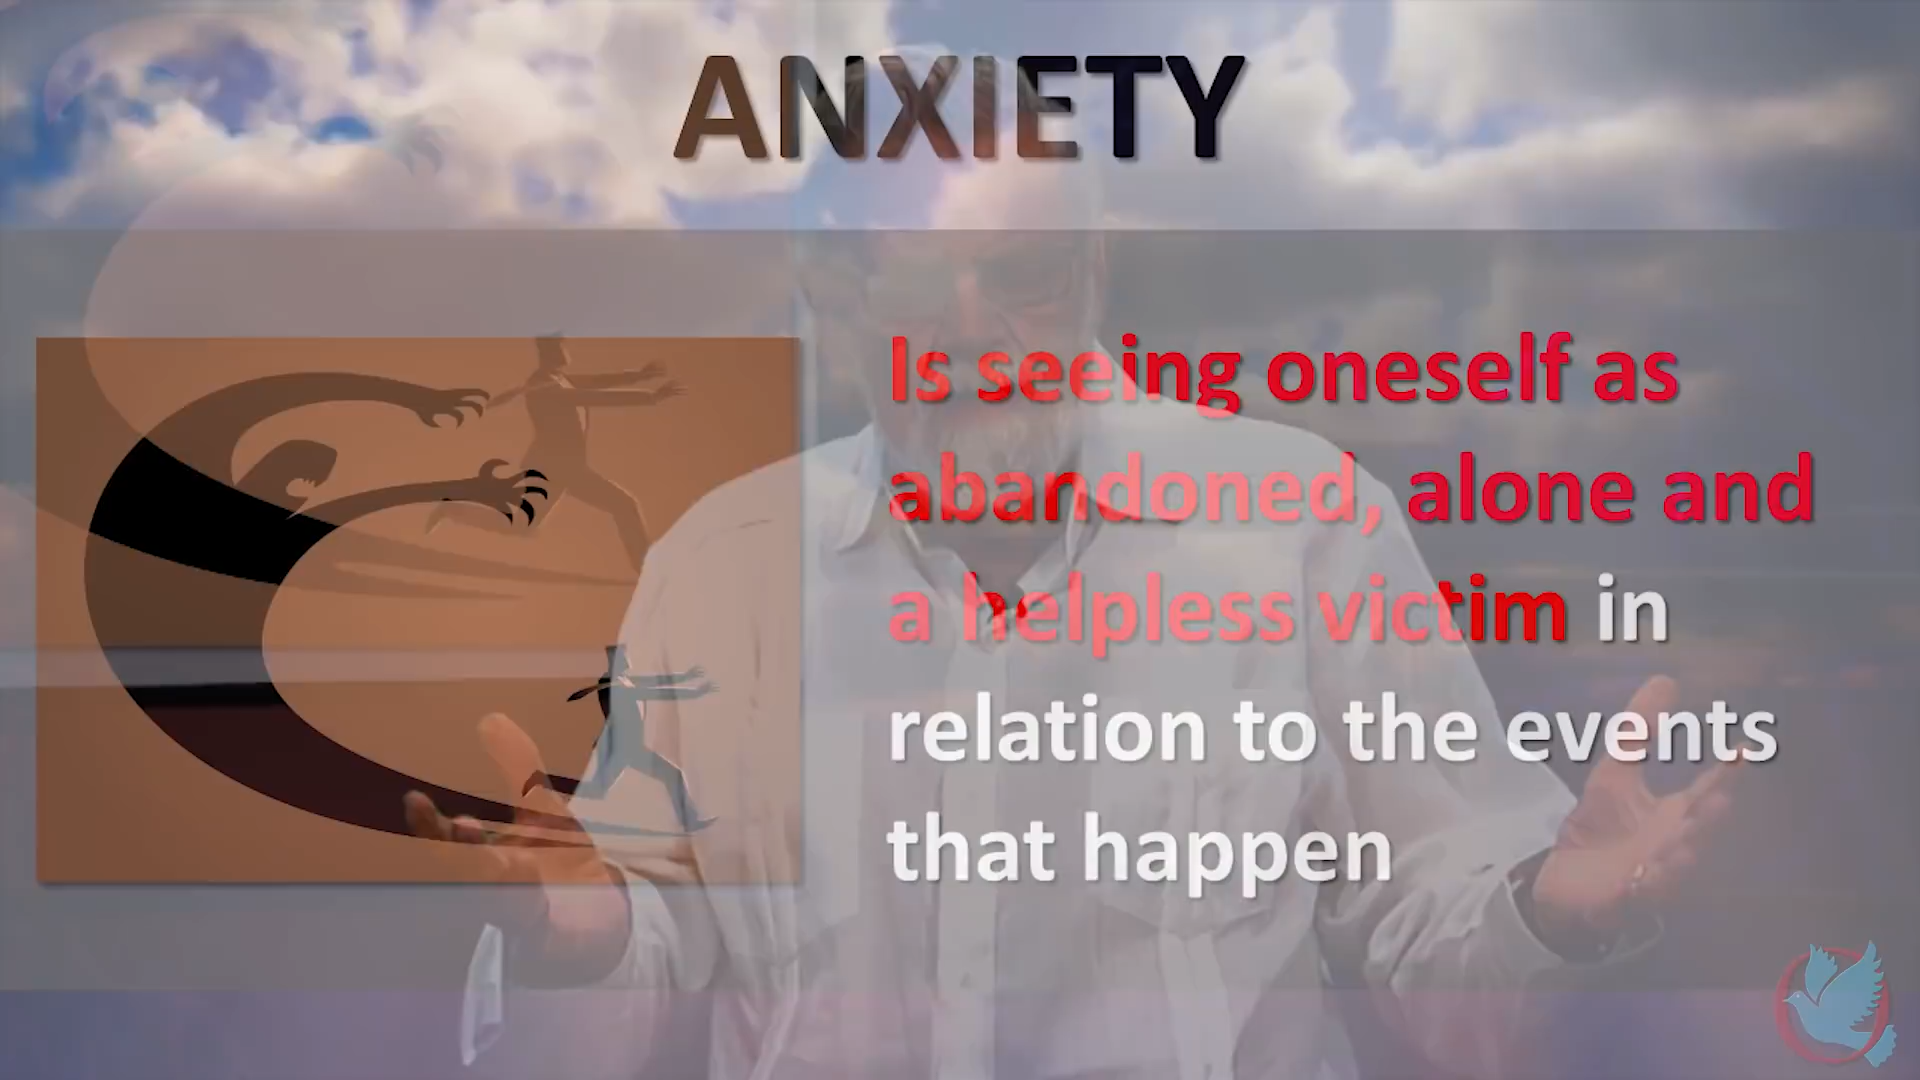 ANXIETY
Is seeing oneself as
abandoned, alone and
a helpless victim in
relation to the events
that happen